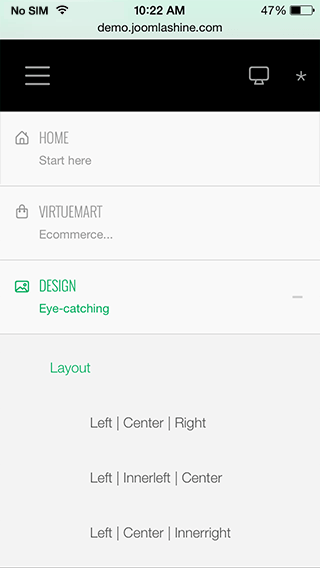 No SIM 10:22 AM 47%
demo.joomlashine.com
HOME
Start here
VIRTUEMART
Ecommerce...
DESIGN
Eye-catching
Layout
Left | Center | Right
Left | Innerleft | Center
Left | Center | Innerright